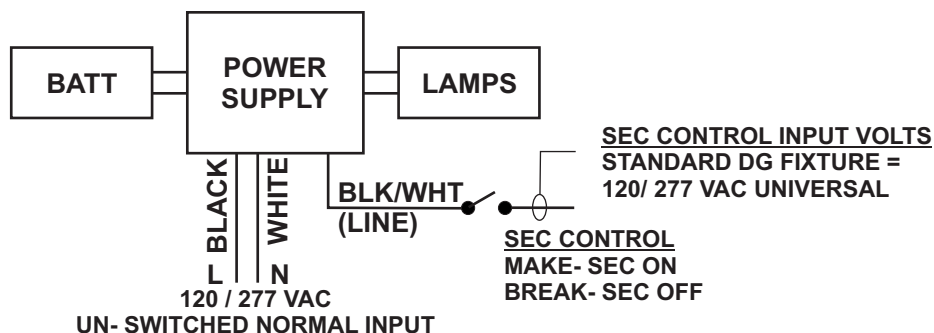 BATT
POWER
SUPPLY
LAMPS
SEC CONTROL INPUT VOLTS
STANDARD DG FIXTURE =
120/ 277 VAC UNIVERSAL
BLACK
WHITE
BLK/WHT
(LINE)
SEC CONTROL
MAKE- SEC ON
BREAK- SEC OFF
L N
120 / 277 VAC
UN- SWITCHED NORMAL INPUT